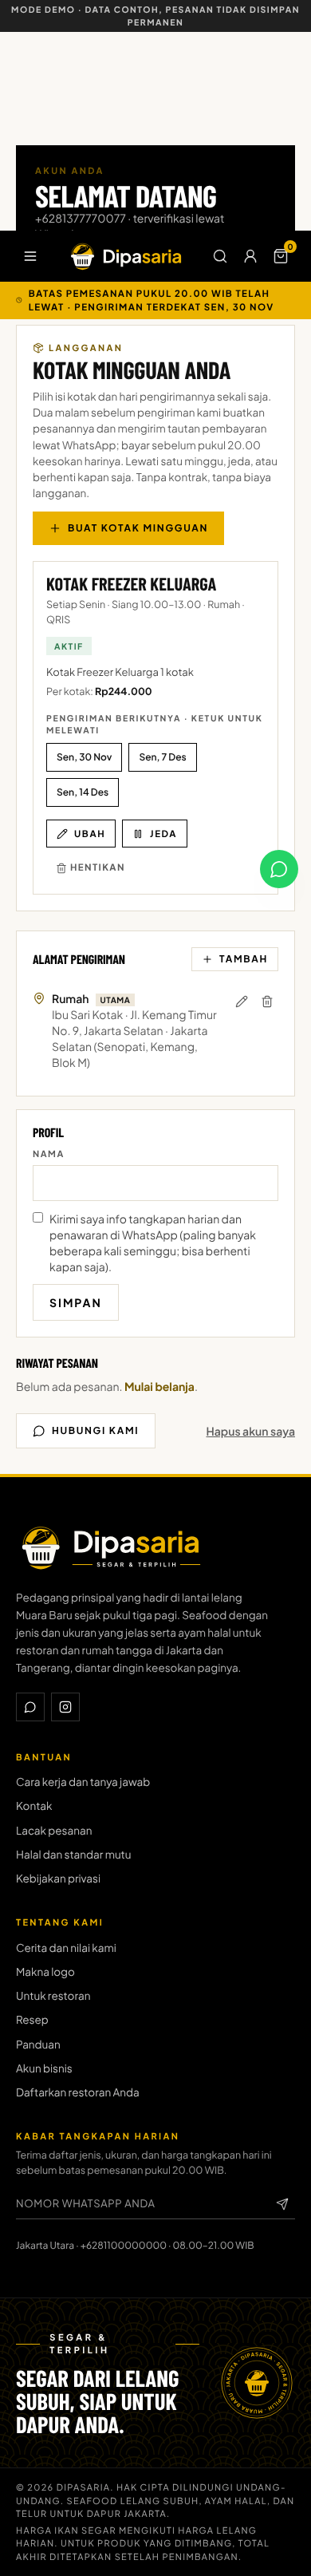 MODE DEMO · DATA CONTOH, PESANAN TIDAK DISIMPAN
PERMANEN
AKUN ANDA
SELAMAT DATANG
+6281377770077 · terverifikasi lewat
Dipasaria
0
BATAS PEMESANAN PUKUL 20.00 WIB TELAH
LEWAT · PENGIRIMAN TERDEKAT SEN, 30 NOV
LANGGANAN
KOTAK MINGGUAN ANDA
Pilih isi kotak dan hari pengirimannya sekali saja.
Dua malam sebelum pengiriman kami buatkan
pesanannya dan mengirim tautan pembayaran
lewat WhatsApp; bayar sebelum pukul 20.00
keesokan harinya. Lewati satu minggu, jeda, atau
berhenti kapan saja. Tanpa kontrak, tanpa biaya
langganan.
BUAT KOTAK MINGGUAN
KOTAK FREEZER KELUARGA
Setiap Senin · Siang 10.00–13.00 · Rumah ·
QRIS
AKTIF
Kotak Freezer Keluarga 1 kotak
Per kotak: Rp244.000
PENGIRIMAN BERIKUTNYA · KETUK UNTUK
MELEWATI
Sen, 30 Nov
Sen, 7 Des
Sen, 14 Des
UBAH
JEDA
HENTIKAN
ALAMAT PENGIRIMAN
TAMBAH
Rumah UTAMA
Ibu Sari Kotak · Jl. Kemang Timur
No. 9, Jakarta Selatan · Jakarta
Selatan (Senopati, Kemang,
Blok M)
PROFIL
NAMA
Kirimi saya info tangkapan harian dan
penawaran di WhatsApp (paling banyak
beberapa kali seminggu; bisa berhenti
kapan saja).
SIMPAN
RIWAYAT PESANAN
Belum ada pesanan. Mulai belanja.
HUBUNGI KAMI
Hapus akun saya
Dipasaria
SEGAR & TERPILIH
Pedagang prinsipal yang hadir di lantai lelang
Muara Baru sejak pukul tiga pagi. Seafood dengan
jenis dan ukuran yang jelas serta ayam halal untuk
restoran dan rumah tangga di Jakarta dan
Tangerang, diantar dingin keesokan paginya.
BANTUAN
Cara kerja dan tanya jawab
Kontak
Lacak pesanan
Halal dan standar mutu
Kebijakan privasi
TENTANG KAMI
Cerita dan nilai kami
Makna logo
Untuk restoran
Resep
Panduan
Akun bisnis
Daftarkan restoran Anda
KABAR TANGKAPAN HARIAN
Terima daftar jenis, ukuran, dan harga tangkapan hari ini
sebelum batas pemesanan pukul 20.00 WIB.
NOMOR WHATSAPP ANDA
Jakarta Utara · +6281100000000 · 08.00–21.00 WIB
SEGAR &
TERPILIH
SEGAR DARI LELANG
SUBUH, SIAP UNTUK
DAPUR ANDA.
© 2026 DIPASARIA. HAK CIPTA DILINDUNGI UNDANG-
UNDANG. SEAFOOD LELANG SUBUH, AYAM HALAL, DAN
TELUR UNTUK DAPUR JAKARTA.
HARGA IKAN SEGAR MENGIKUTI HARGA LELANG
HARIAN. UNTUK PRODUK YANG DITIMBANG, TOTAL
AKHIR DITETAPKAN SETELAH PENIMBANGAN.